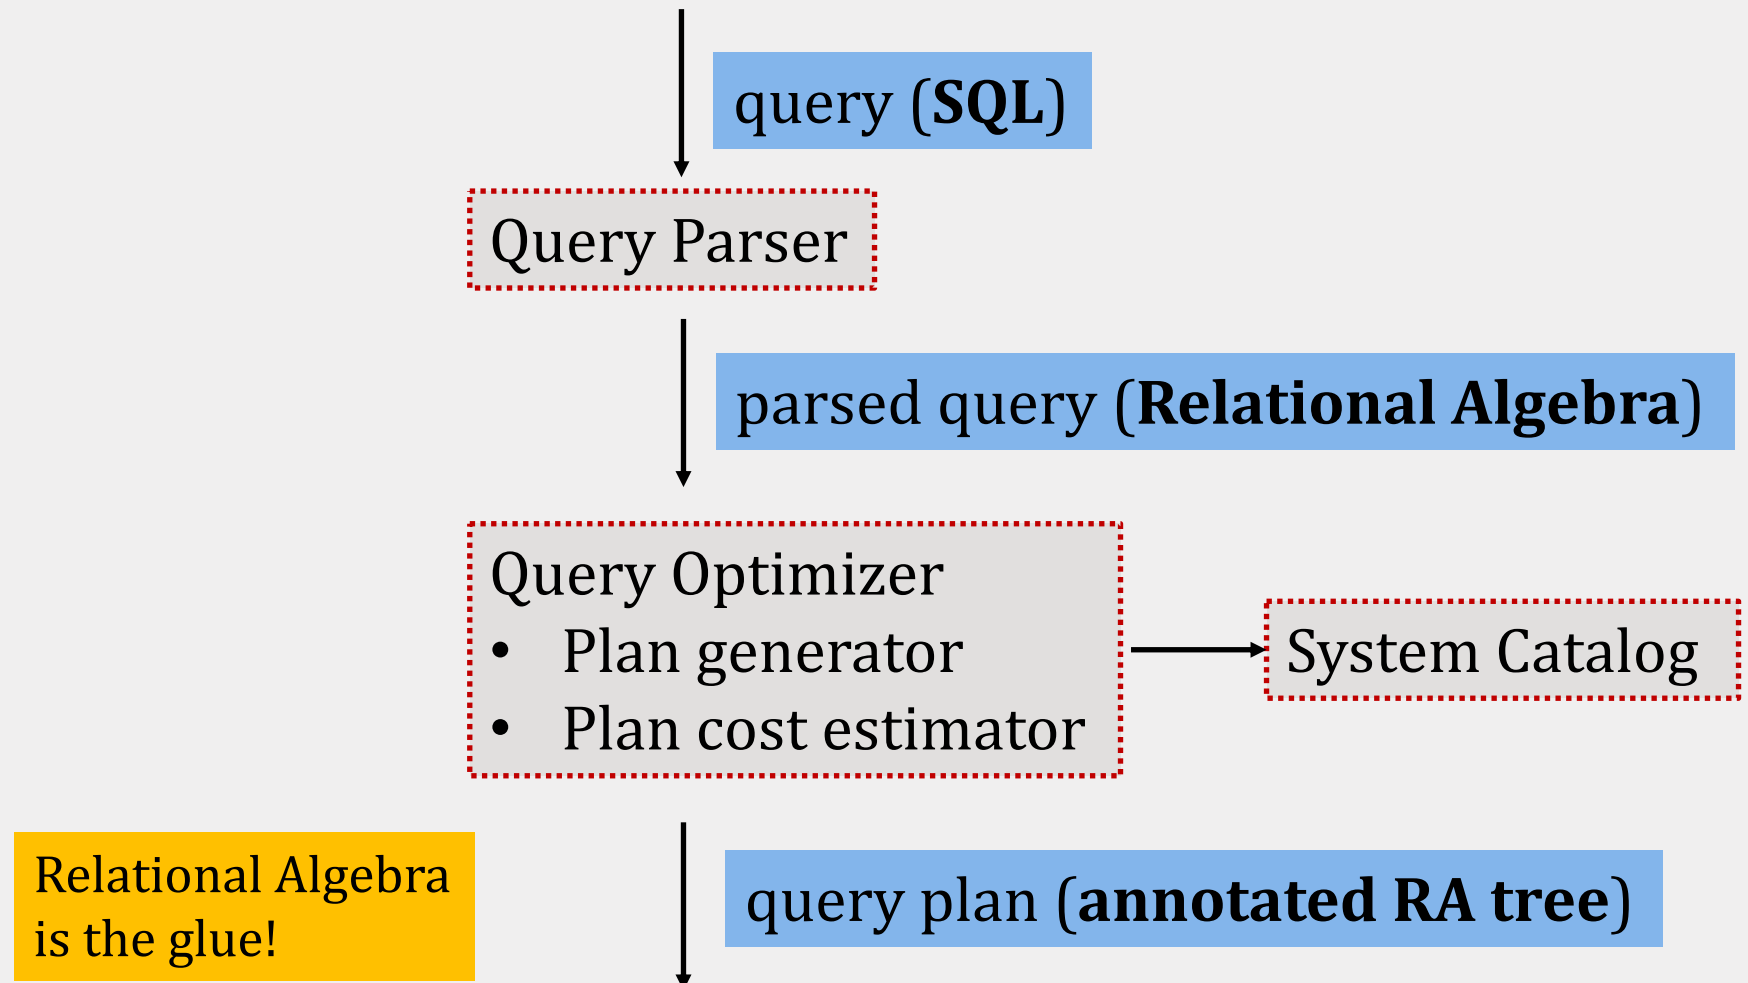 query (SQL)
Query Parser
parsed query (Relational Algebra)
Query Optimizer
• Plan generator
• Plan cost estimator
System Catalog
Relational Algebra
is the glue!
query plan (annotated RA tree)